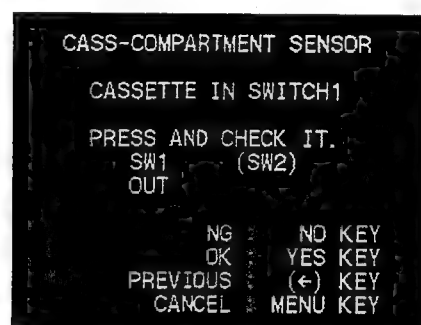 CASS-COMPARTMENT SENSOR
CASSETTE IN SWITCH1
PRESS AND CHECK IT.
SW1 (SW2)
OUT
NG : NO KEY
OK : YES KEY
PREVIOUS : (←) KEY
CANCEL : MENU KEY